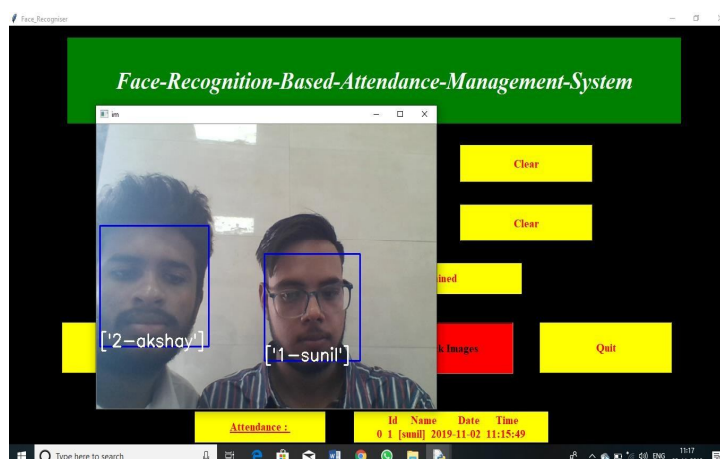 Face_Recogniser
Face-Recognition-Based-Attendance-Management-System
im
Clear
Clear
ined
['2-akshay']
['1-sunil']
k Images
Quit
Attendance :
Id Name Date Time
0 1 [sunil] 2019-11-02 11:15:49
Type here to search
ENG
11:17